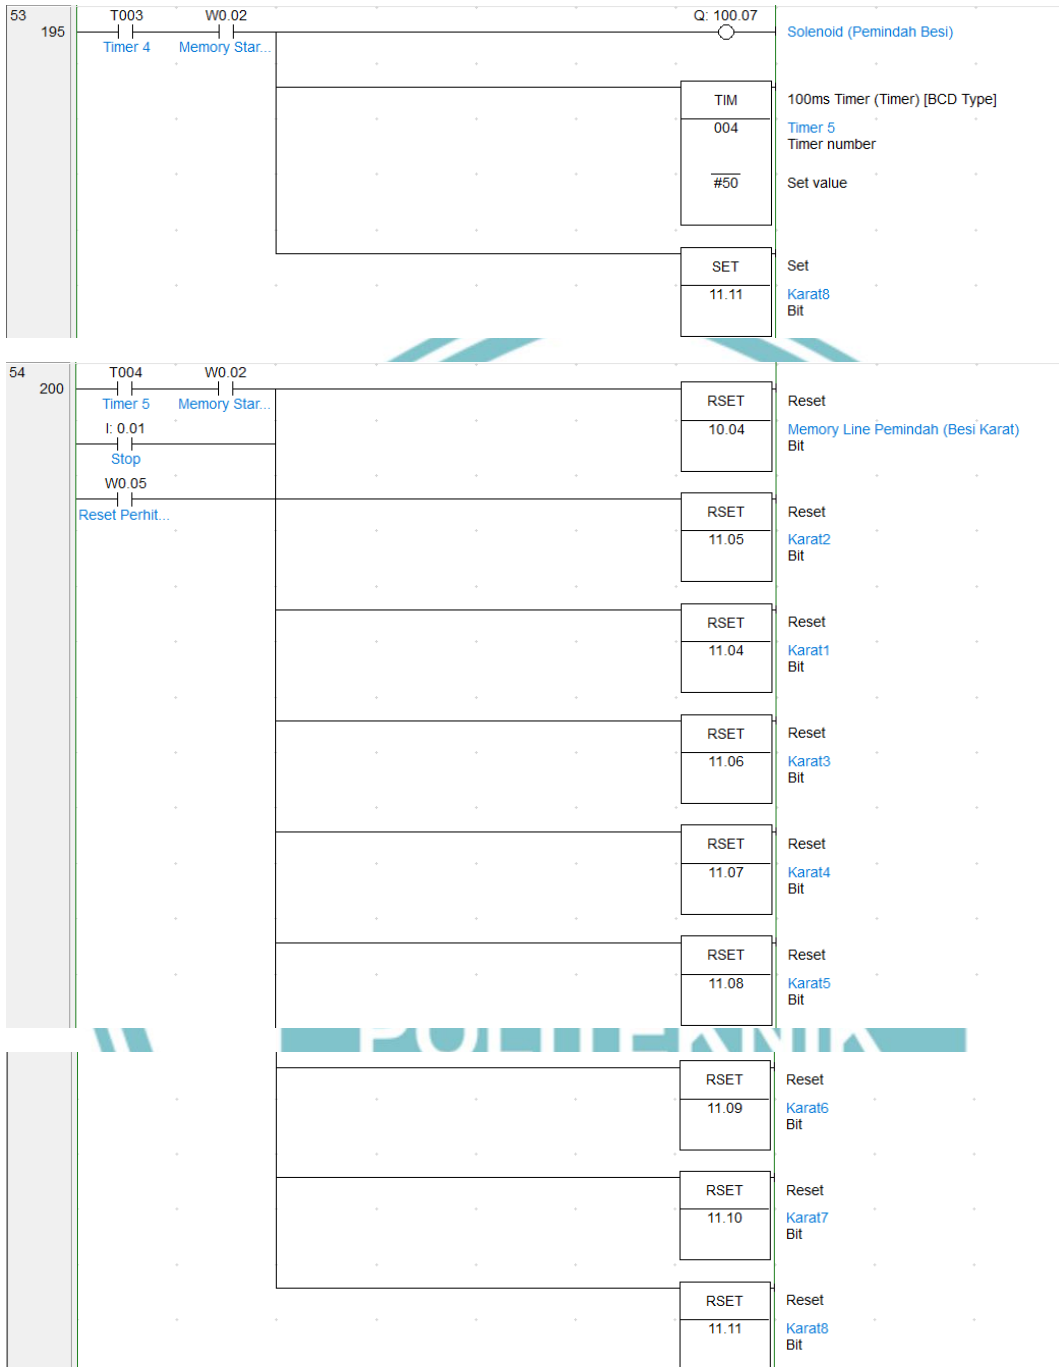 53
195
T003
W0.02
Q: 100.07
Timer 4
Memory Star...
Solenoid (Pemindah Besi)
TIM
100ms Timer (Timer) [BCD Type]
004
Timer 5
Timer number
#50
Set value
SET
Set
11.11
Karat8
Bit
54
200
T004
W0.02
Timer 5
Memory Star...
I: 0.01
Stop
W0.05
Reset Perhit...
RSET
Reset
10.04
Memory Line Pemindah (Besi Karat)
Bit
RSET
Reset
11.05
Karat2
Bit
RSET
Reset
11.04
Karat1
Bit
RSET
Reset
11.06
Karat3
Bit
RSET
Reset
11.07
Karat4
Bit
RSET
Reset
11.08
Karat5
Bit
POLITEKNIK
RSET
Reset
11.09
Karat6
Bit
RSET
Reset
11.10
Karat7
Bit
RSET
Reset
11.11
Karat8
Bit